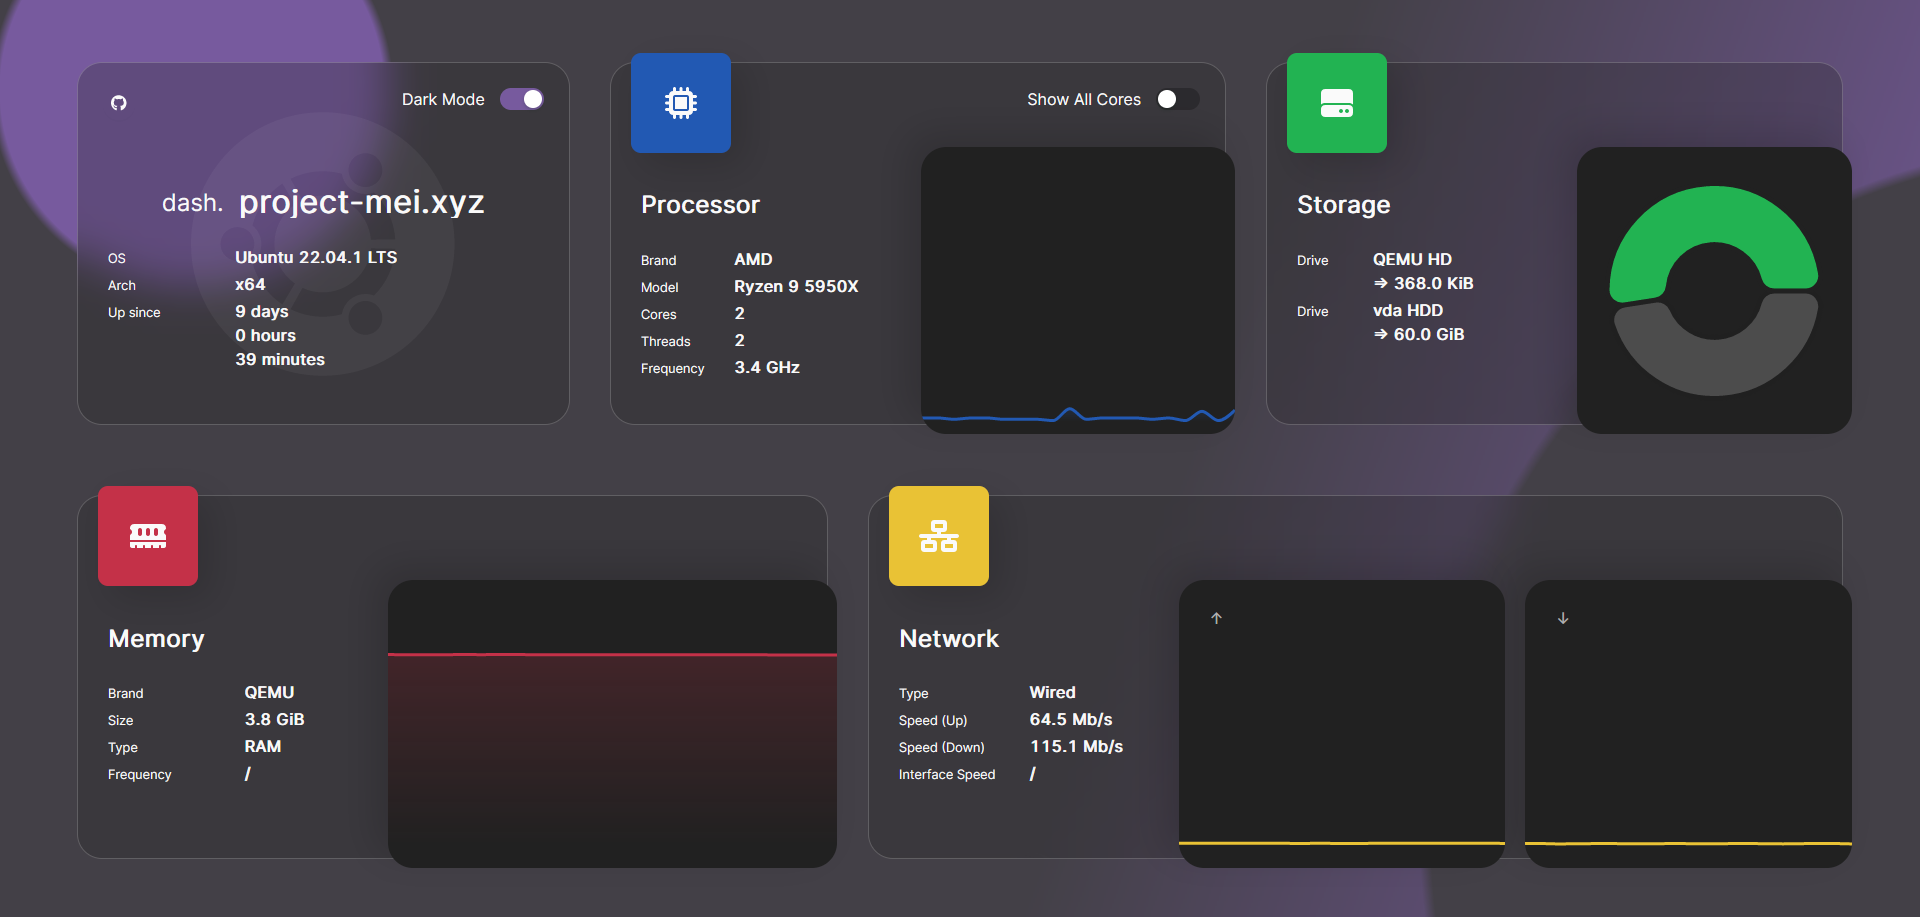 Dark Mode
dash. project-mei.xyz
OS Ubuntu 22.04.1 LTS
Arch x64
Up since 9 days
0 hours
39 minutes
Show All Cores
Processor
Brand AMD
Model Ryzen 9 5950X
Cores 2
Threads 2
Frequency 3.4 GHz
Storage
Drive QEMU HD
⇒ 368.0 KiB
Drive vda HDD
⇒ 60.0 GiB
Memory
Brand QEMU
Size 3.8 GiB
Type RAM
Frequency /
Network
Type Wired
Speed (Up) 64.5 Mb/s
Speed (Down) 115.1 Mb/s
Interface Speed /
↑
↓